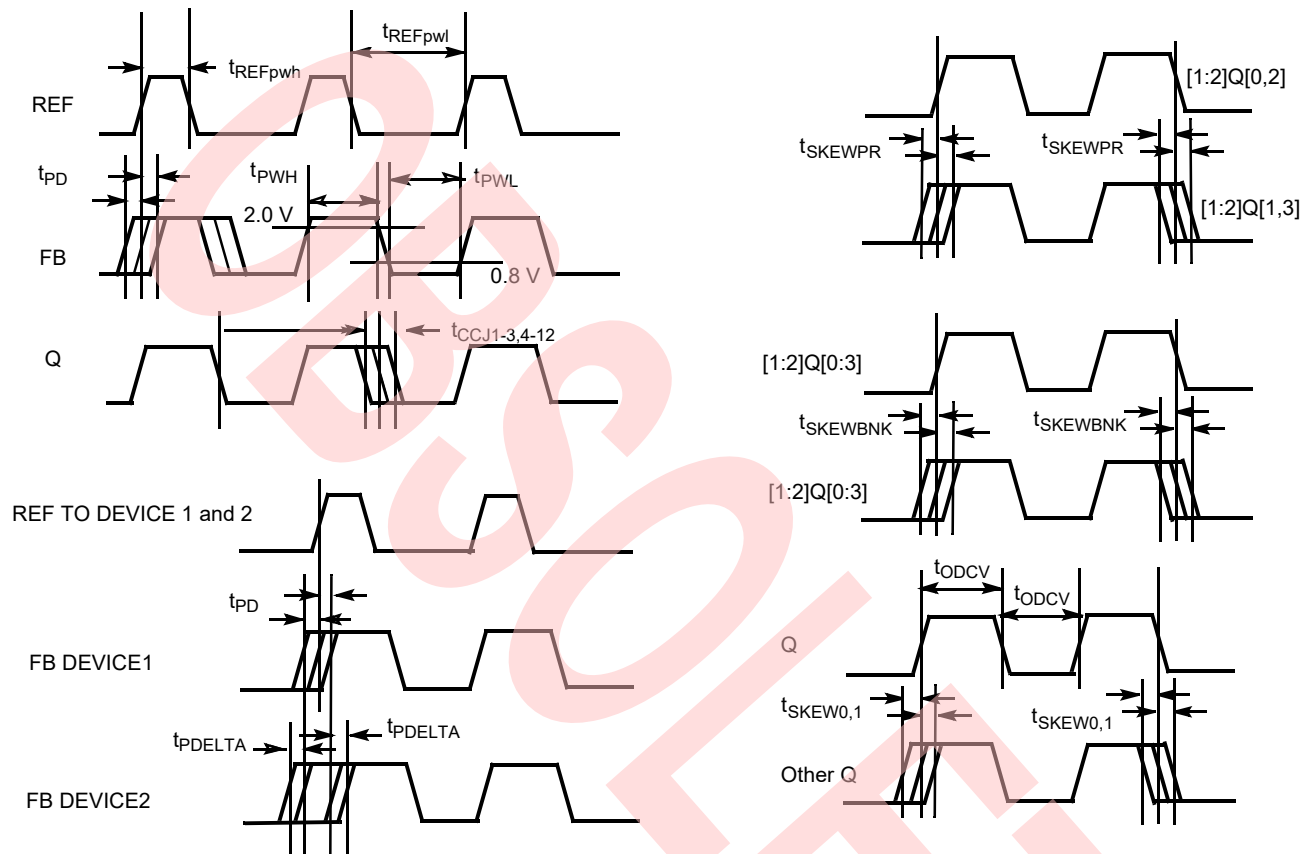 tREFpwl
tREFpwh
REF
tPD
tPWH
tPWL
2.0 V
FB
0.8 V
tCCJ1-3,4-12
Q
REF TO DEVICE 1 and 2
tPD
FB DEVICE1
tPDELTA
tPDELTA
FB DEVICE2
[1:2]Q[0,2]
tSKEWPR
tSKEWPR
[1:2]Q[1,3]
[1:2]Q[0:3]
tSKEWBNK
tSKEWBNK
[1:2]Q[0:3]
tODCV
tODCV
Q
tSKEW0,1
tSKEW0,1
Other Q